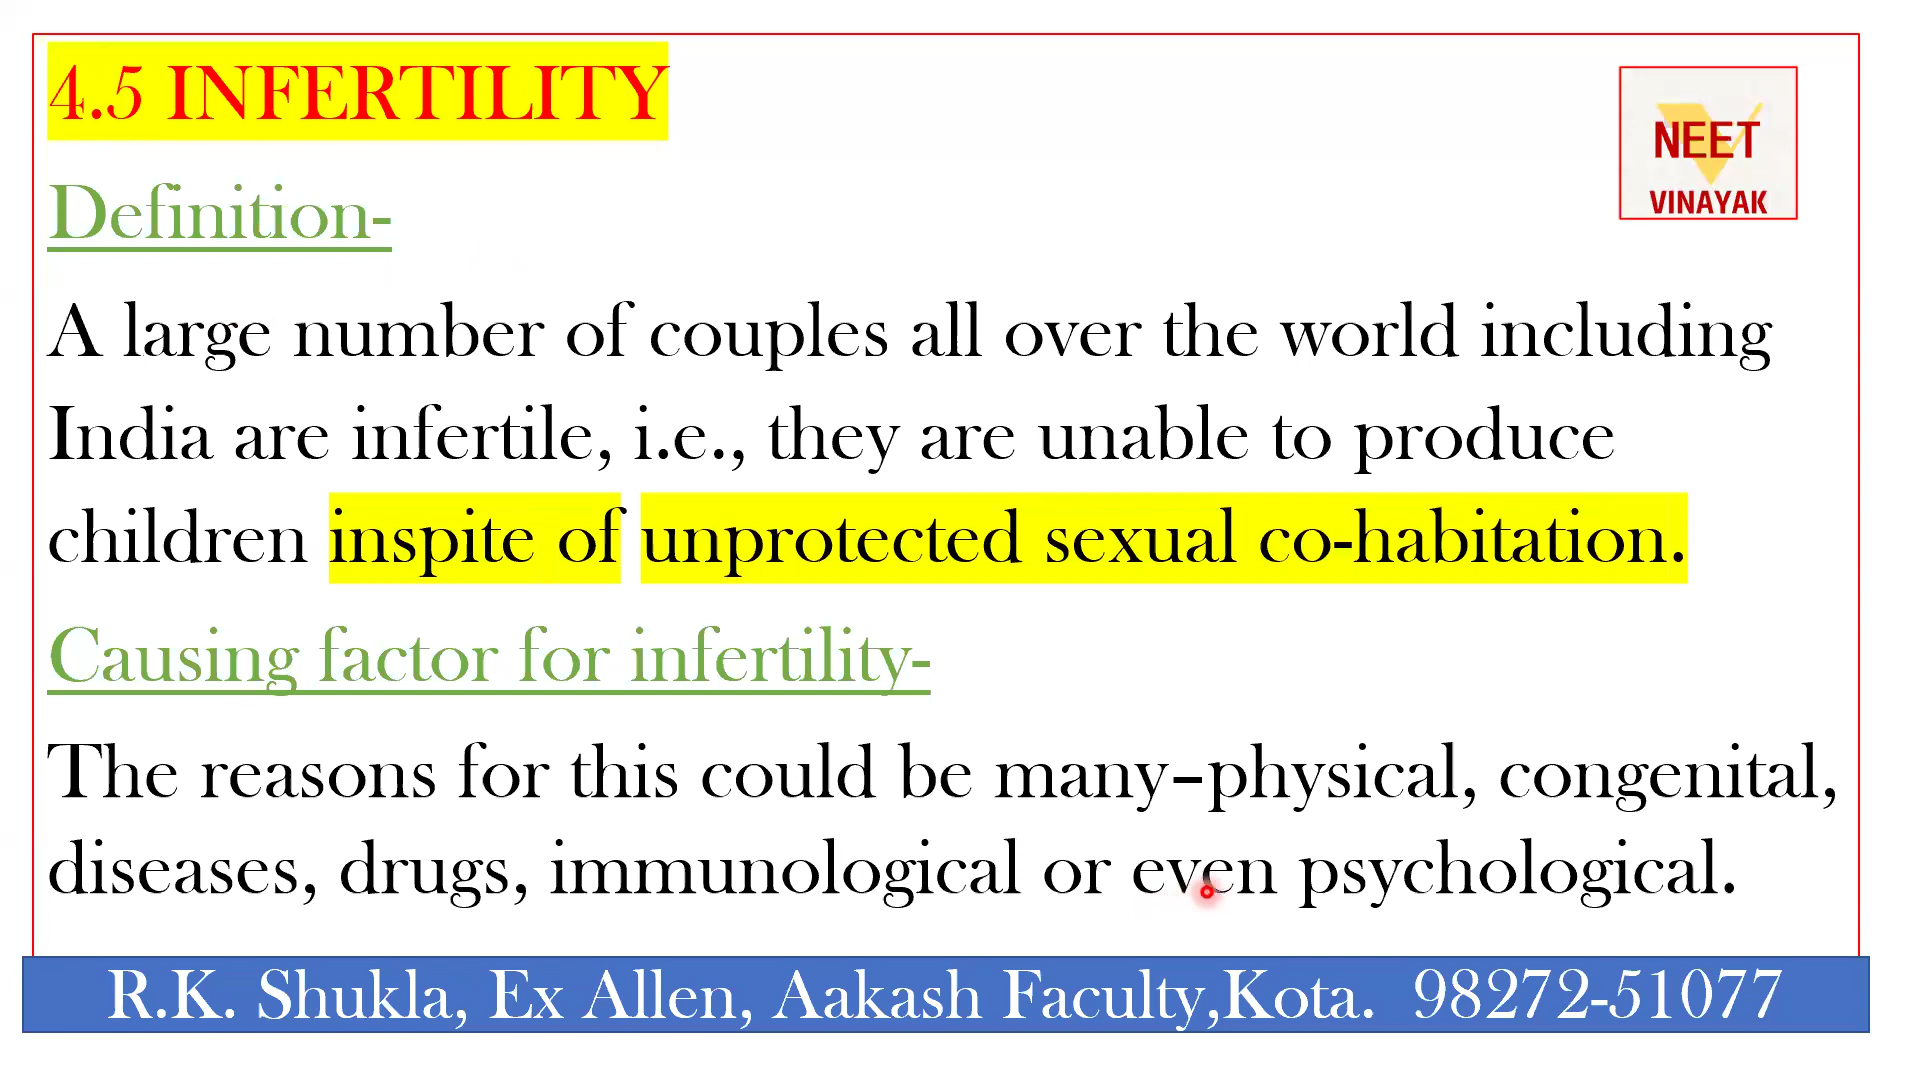 4.5 INFERTILITY
NEET
VINAYAK
Definition-
A large number of couples all over the world including
India are infertile, i.e., they are unable to produce
children inspite of unprotected sexual co-habitation.
Causing factor for infertility-
The reasons for this could be many–physical, congenital,
diseases, drugs, immunological or even psychological.
R.K. Shukla, Ex Allen, Aakash Faculty,Kota. 98272-51077